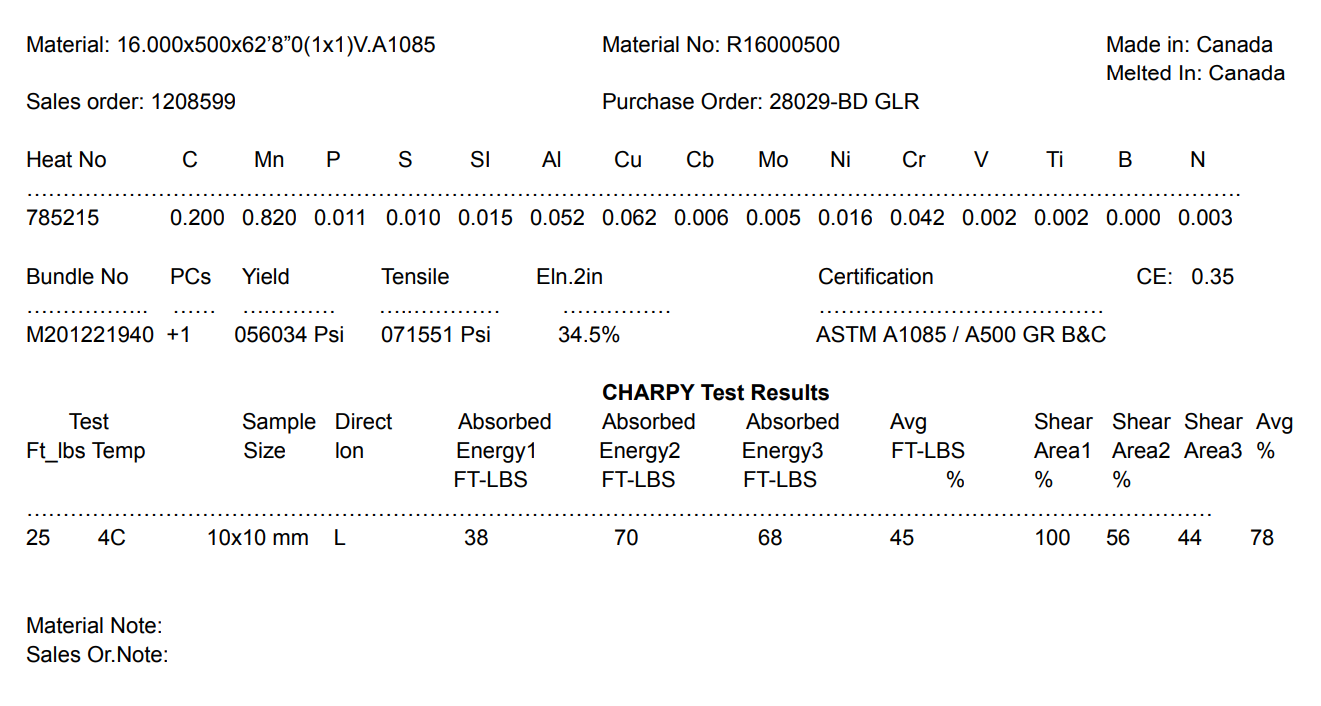 Material: 16.000x500x62’8”0(1x1)V.A1085 Material No: R16000500 Made in: Canada
Melted In: Canada
Sales order: 1208599 Purchase Order: 28029-BD GLR
Heat No C Mn P S SI Al Cu Cb Mo Ni Cr V Ti B N
785215 0.200 0.820 0.011 0.010 0.015 0.052 0.062 0.006 0.005 0.016 0.042 0.002 0.002 0.000 0.003
Bundle No PCs Yield Tensile Eln.2in Certification CE: 0.35
M201221940 +1 056034 Psi 071551 Psi 34.5% ASTM A1085 / A500 GR B&C
CHARPY Test Results
Test Sample Direct Absorbed Absorbed Absorbed Avg Shear Shear Shear Avg
Ft_lbs Temp Size Ion Energy1 Energy2 Energy3 FT-LBS Area1 Area2 Area3 %
FT-LBS FT-LBS FT-LBS % % %
25 4C 10x10 mm L 38 70 68 45 100 56 44 78
Material Note:
Sales Or.Note: